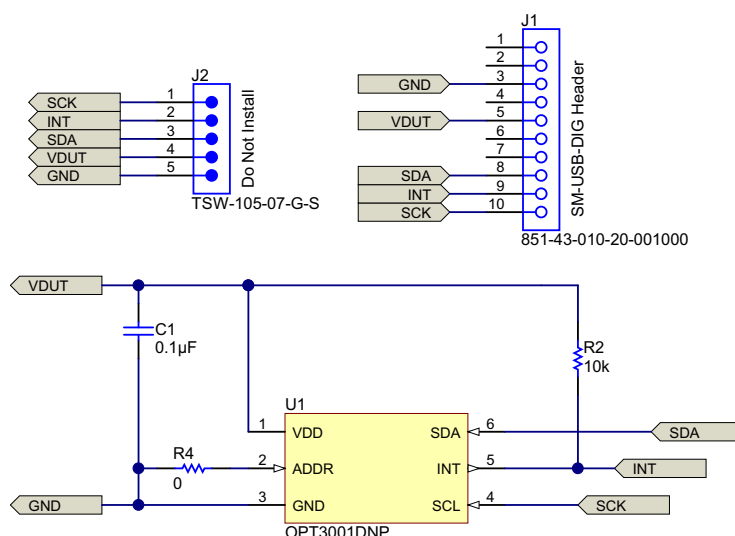 J2
SCK 1
INT 2
SDA 3
VDUT 4
GND 5
Do Not Install
TSW-105-07-G-S
J1
1
2
GND 3
4
VDUT 5
6
7
SDA 8
INT 9
SCK 10
SM-USB-DIG Header
851-43-010-20-001000
VDUT
C1
0.1µF
R2
10k
U1
1 VDD SDA 6 SDA
R4
0
2 ADDR INT 5 INT
GND 3 GND SCL 4 SCK
OPT3001DNP